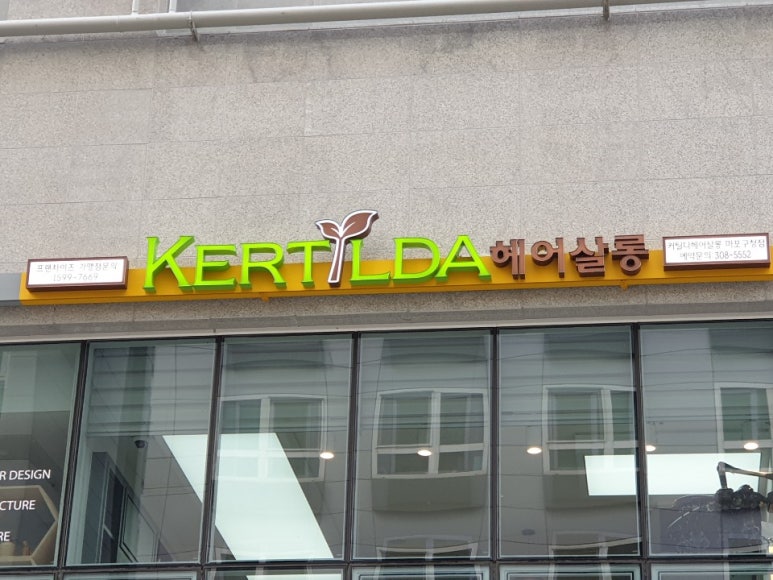 프랜차이즈 가맹점문의
1599-7669
KERTILDA 헤어살롱
커틸다헤어살롱 마포구청점
예약문의 308-5552
R DESIGN
CTURE
RE